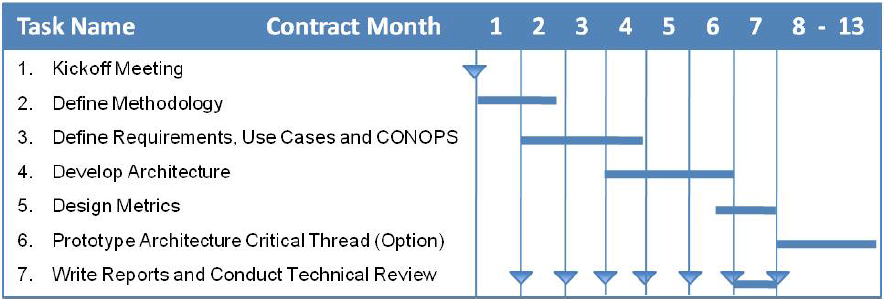 Task Name Contract Month 1 2 3 4 5 6 7 8 - 13
1. Kickoff Meeting
2. Define Methodology
3. Define Requirements, Use Cases and CONOPS
4. Develop Architecture
5. Design Metrics
6. Prototype Architecture Critical Thread (Option)
7. Write Reports and Conduct Technical Review